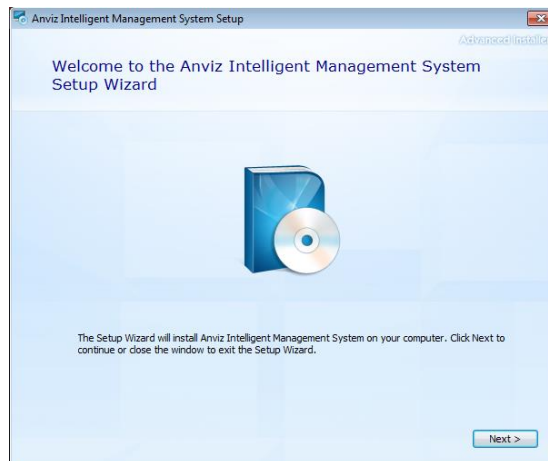 Anviz Intelligent Management System Setup
Advanced Installer
Welcome to the Anviz Intelligent Management System
Setup Wizard
The Setup Wizard will install Anviz Intelligent Management System on your computer. Click Next to
continue or close the window to exit the Setup Wizard.
Next >